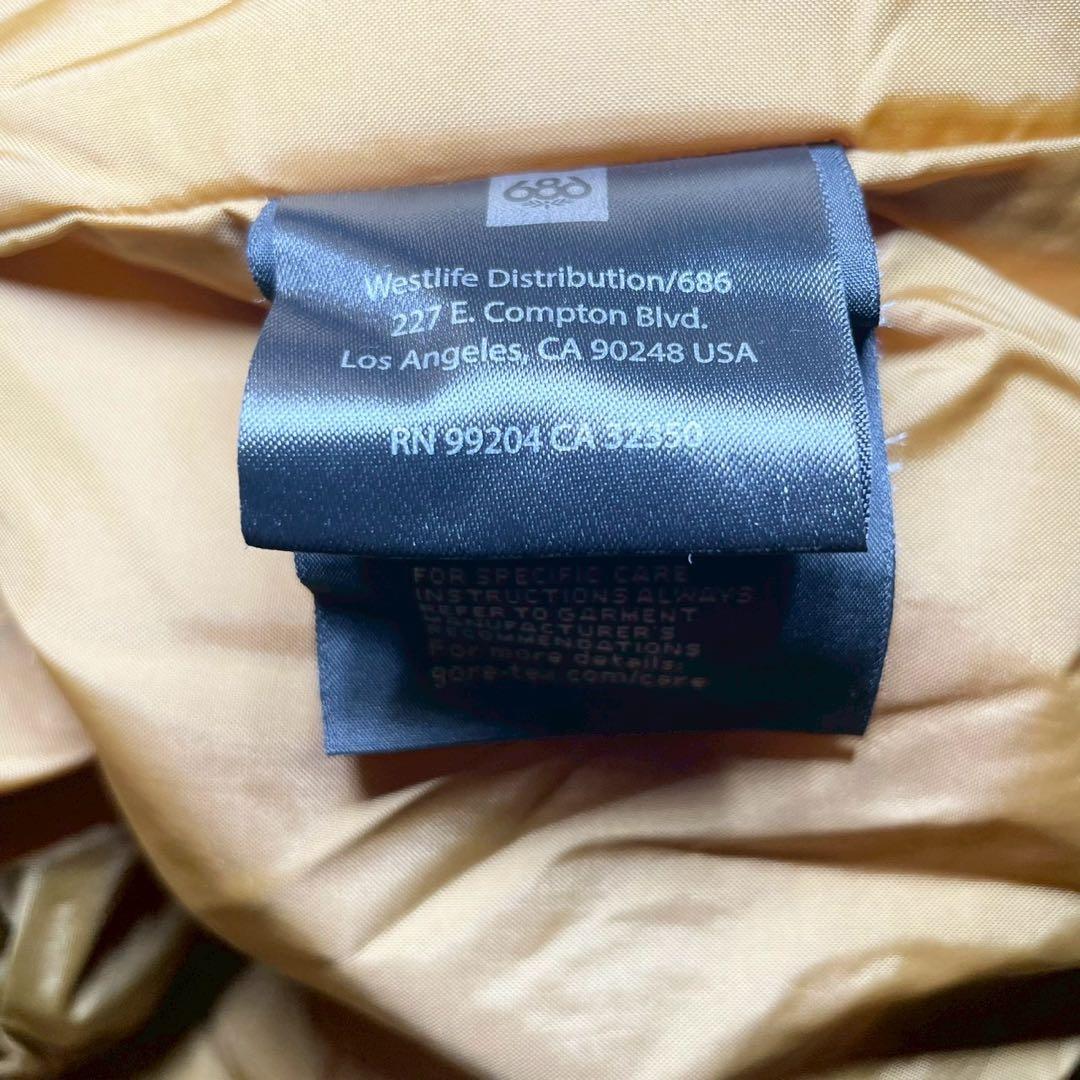 686
Westlife Distribution/686
227 E. Compton Blvd.
Los Angeles, CA 90248 USA
RN 99204 CA 32350
FOR SPECIFIC CARE
INSTRUCTIONS ALWAYS
REFER TO GARMENT
MANUFACTURER'S
RECOMMENDATIONS
For more details:
gore-tex.com/care